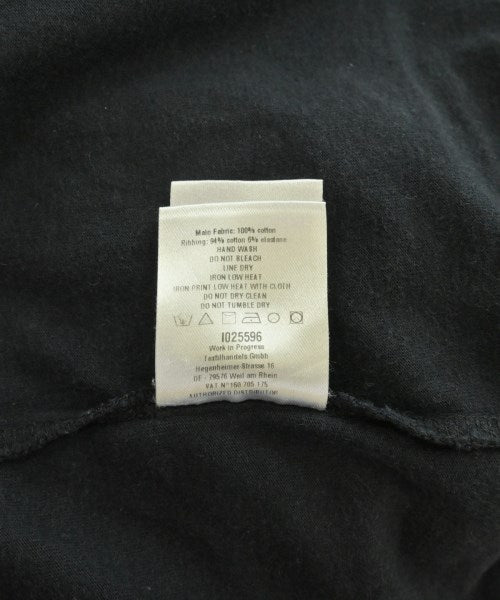 Main Fabric: 100% cotton
Ribbing: 94% cotton 6% elastane
HAND WASH
DO NOT BLEACH
LINE DRY
IRON LOW HEAT
IRON PRINT LOW HEAT WITH CLOTH
DO NOT DRY CLEAN
DO NOT TUMBLE DRY
I025596
Work in Progress
Textilhandels GmbH
Hegenheimer-Strasse 16
DE - 79576 Weil am Rhein
VAT N°160 705 175
AUTHORIZED DISTRIBUTOR